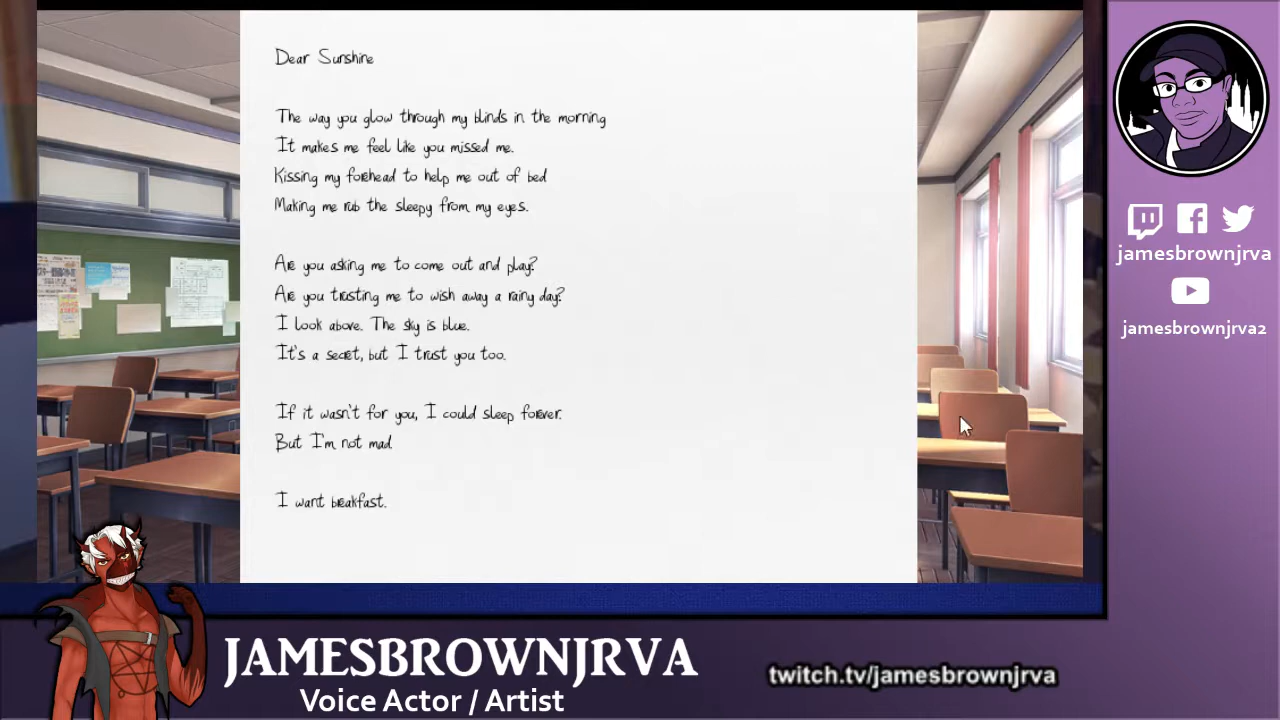 Dear Sunshine
The way you glow through my blinds in the morning
It makes me feel like you missed me.
Kissing my forehead to help me out of bed
Making me rub the sleepy from my eyes.
Are you asking me to come out and play?
Are you trusting me to wish away a rainy day?
I look above. The sky is blue.
It's a secret, but I trust you too.
If it wasn't for you, I could sleep forever.
But I'm not mad
I want breakfast.
jamesbrownjrva
jamesbrownjrva2
JAMESBROWNJRVA
Voice Actor / Artist
twitch.tv/jamesbrownjrva